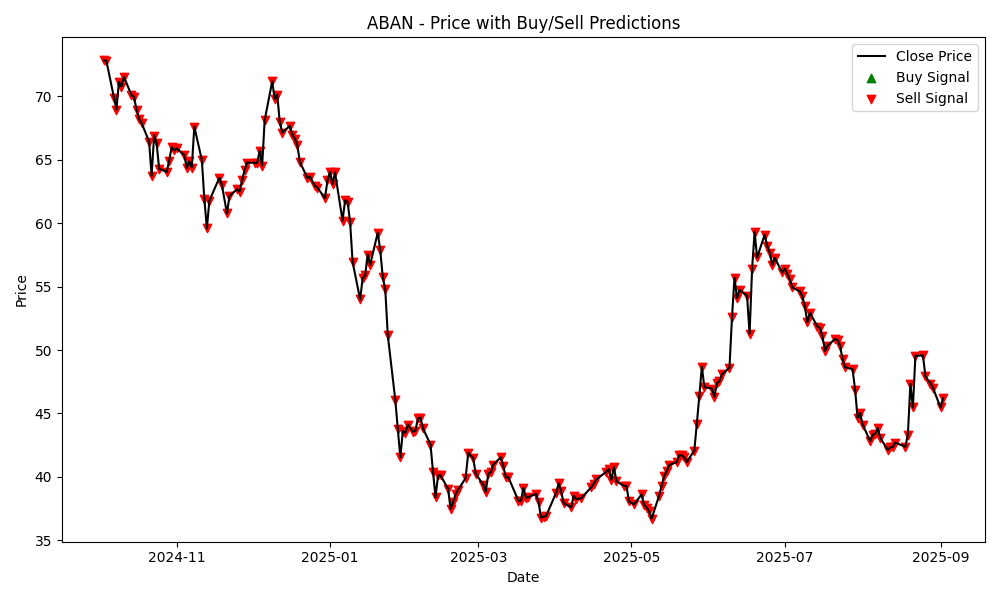 ABAN - Price with Buy/Sell Predictions
Close Price
Buy Signal
Sell Signal
Price
70
65
60
55
50
45
40
35
2024-11
2025-01
2025-03
2025-05
2025-07
2025-09
Date